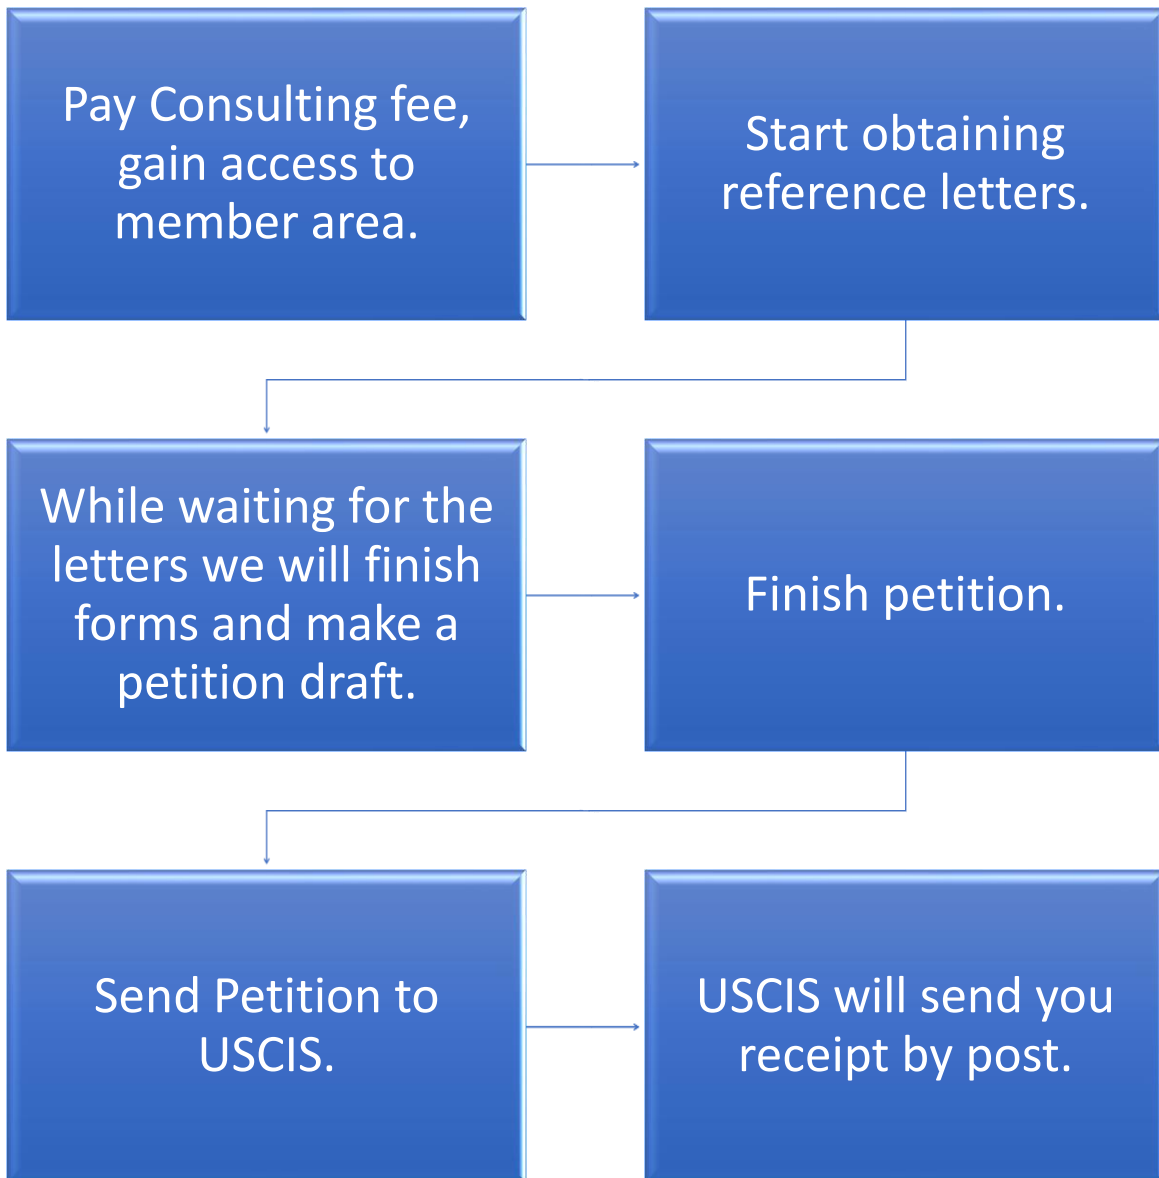 Pay Consulting fee,
gain access to
member area.
Start obtaining
reference letters.
While waiting for the
letters we will finish
forms and make a
petition draft.
Finish petition.
Send Petition to
USCIS.
USCIS will send you
receipt by post.